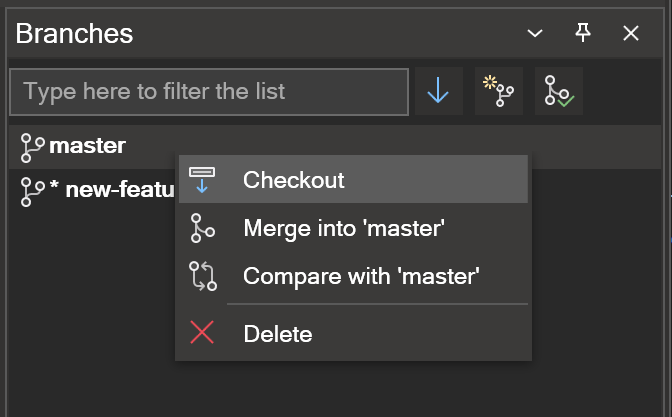 Branches
Type here to filter the list
master
* new-featu
Checkout
Merge into 'master'
Compare with 'master'
Delete